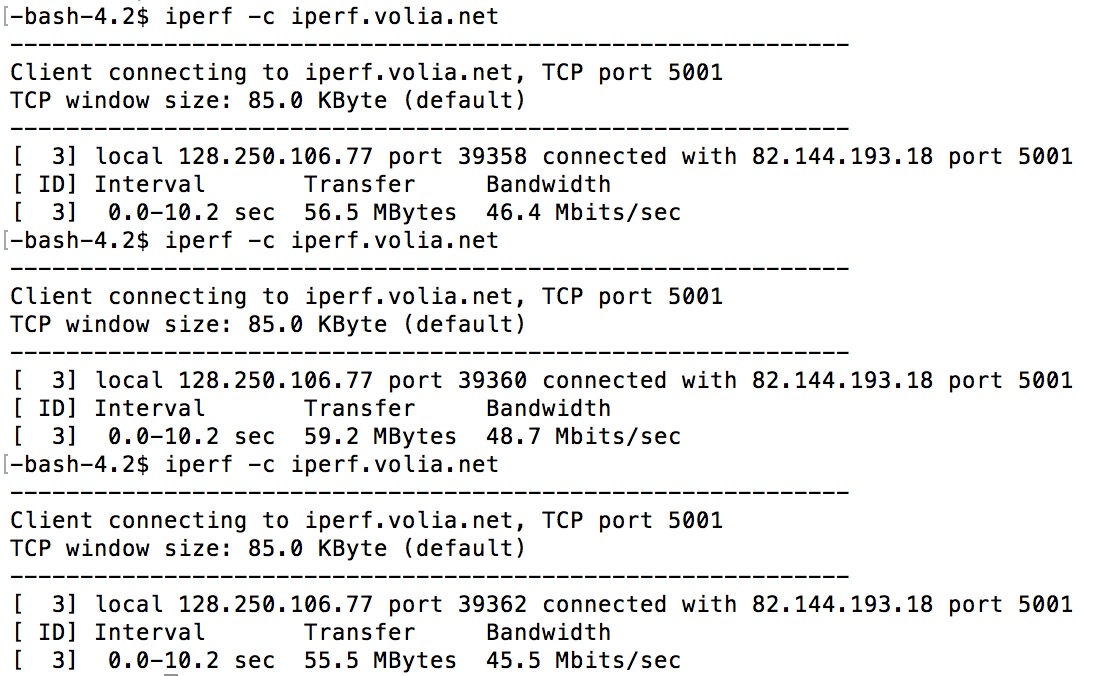 [-bash-4.2$ iperf -c iperf.volia.net
------------------------------------------------------------
Client connecting to iperf.volia.net, TCP port 5001
TCP window size: 85.0 KByte (default)
------------------------------------------------------------
[  3] local 128.250.106.77 port 39358 connected with 82.144.193.18 port 5001
[ ID] Interval       Transfer     Bandwidth
[  3]  0.0-10.2 sec  56.5 MBytes  46.4 Mbits/sec
[-bash-4.2$ iperf -c iperf.volia.net
------------------------------------------------------------
Client connecting to iperf.volia.net, TCP port 5001
TCP window size: 85.0 KByte (default)
------------------------------------------------------------
[  3] local 128.250.106.77 port 39360 connected with 82.144.193.18 port 5001
[ ID] Interval       Transfer     Bandwidth
[  3]  0.0-10.2 sec  59.2 MBytes  48.7 Mbits/sec
[-bash-4.2$ iperf -c iperf.volia.net
------------------------------------------------------------
Client connecting to iperf.volia.net, TCP port 5001
TCP window size: 85.0 KByte (default)
------------------------------------------------------------
[  3] local 128.250.106.77 port 39362 connected with 82.144.193.18 port 5001
[ ID] Interval       Transfer     Bandwidth
[  3]  0.0-10.2 sec  55.5 MBytes  45.5 Mbits/sec